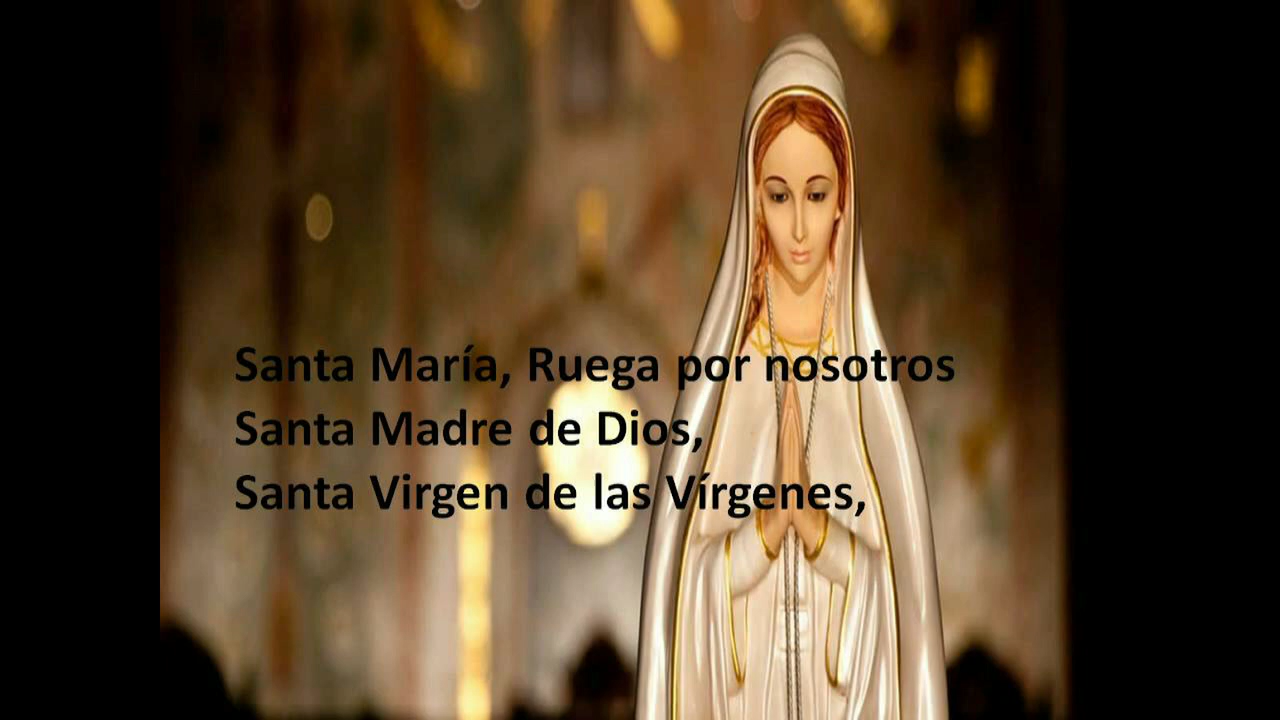 Santa María, Ruega por nosotros
Santa Madre de Dios,
Santa Virgen de las Vírgenes,